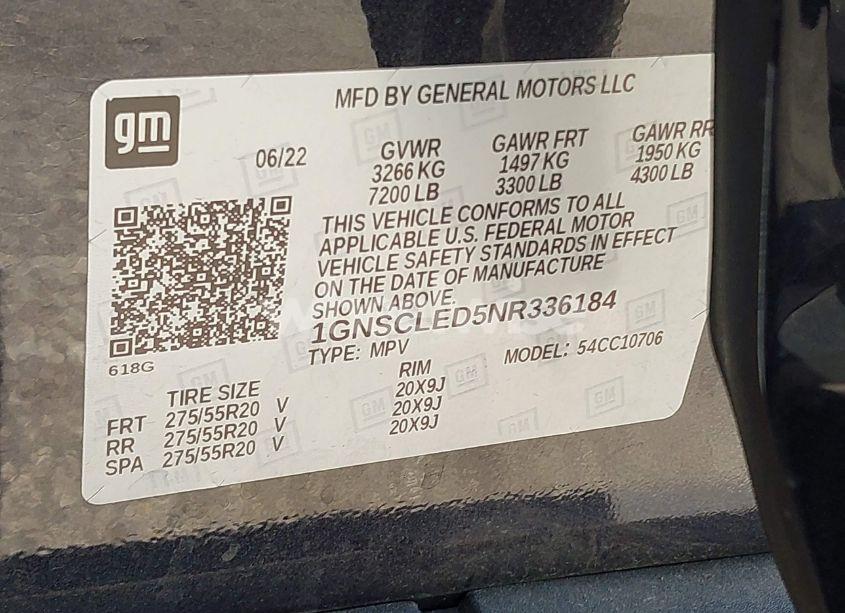 gm
MFD BY GENERAL MOTORS LLC
06/22
GVWR GAWR FRT GAWR RR
3266 KG 1497 KG 1950 KG
7200 LB 3300 LB 4300 LB
THIS VEHICLE CONFORMS TO ALL
APPLICABLE U.S. FEDERAL MOTOR
VEHICLE SAFETY STANDARDS IN EFFECT
ON THE DATE OF MANUFACTURE
SHOWN ABOVE.
1GNSCLED5NR336184
TYPE: MPV MODEL: 54CC10706
618G
TIRE SIZE RIM
FRT 275/55R20 V 20X9J
RR 275/55R20 V 20X9J
SPA 275/55R20 V 20X9J